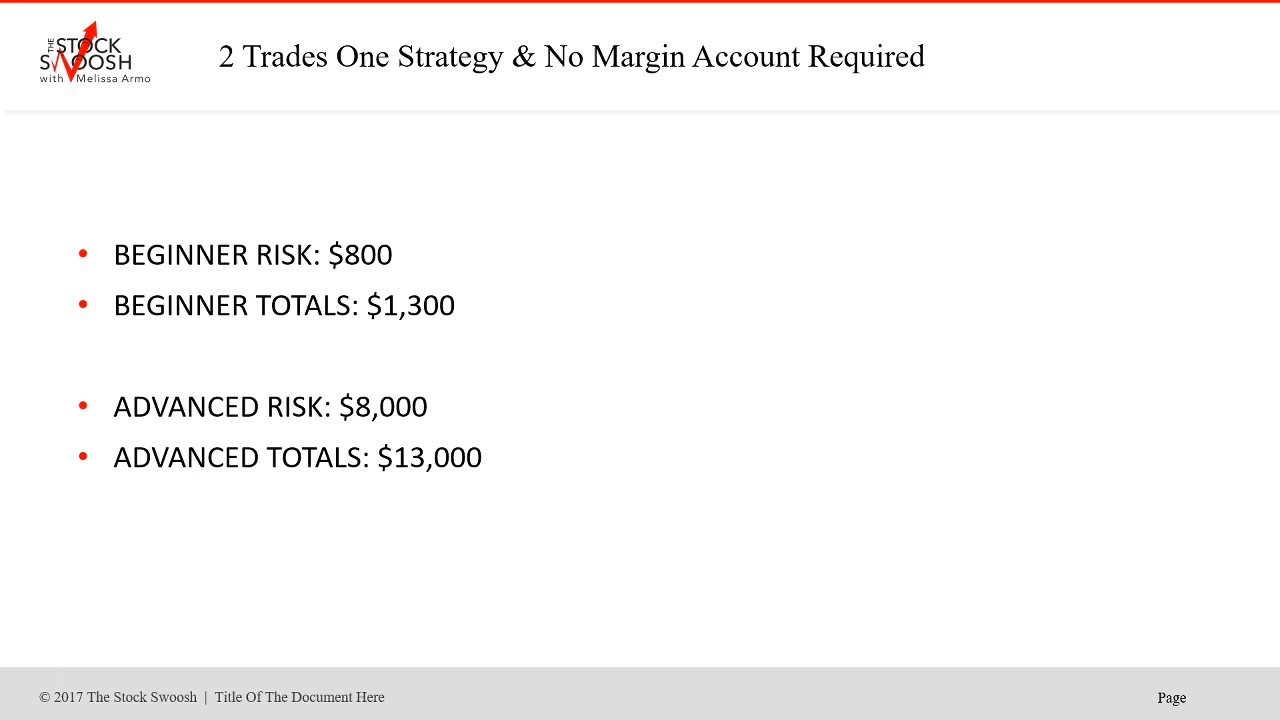 THE STOCK
SWOOSH
with Melissa Armo
2 Trades One Strategy & No Margin Account Required
• BEGINNER RISK: $800
• BEGINNER TOTALS: $1,300
• ADVANCED RISK: $8,000
• ADVANCED TOTALS: $13,000
© 2017 The Stock Swoosh | Title Of The Document Here
Page